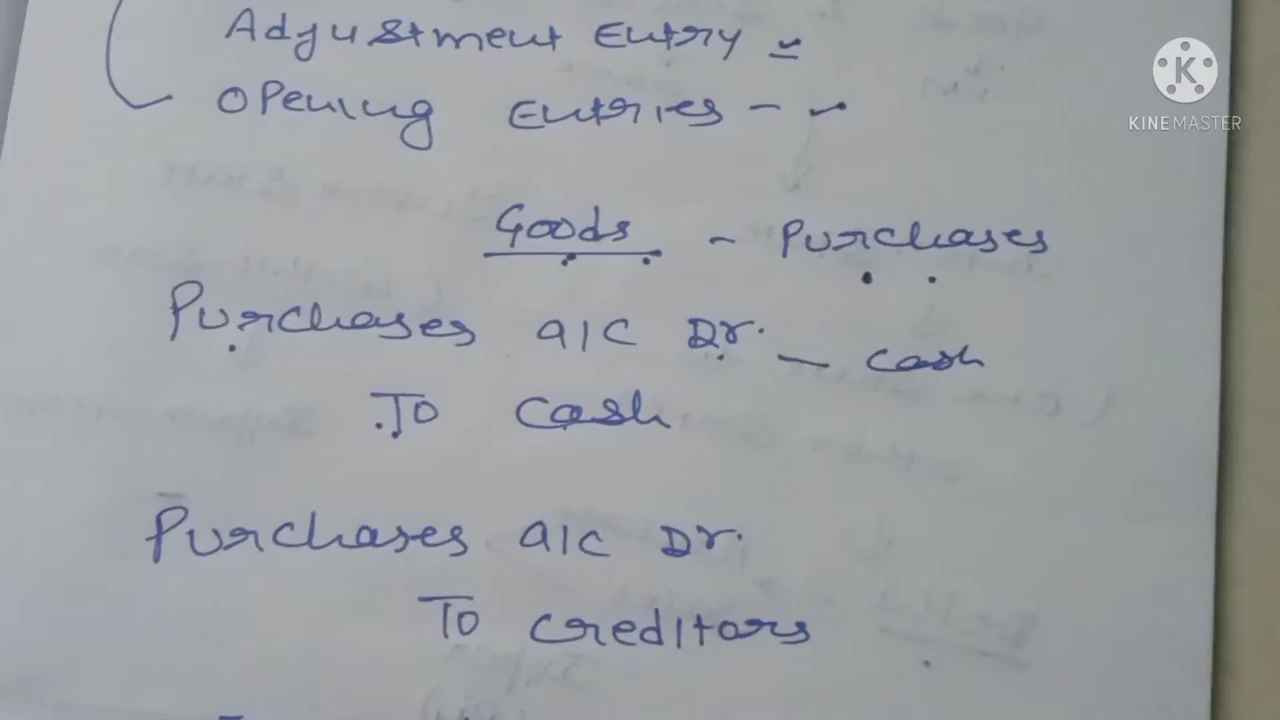 Adjustment Entry
Opening Entries -
Goods - Purchases
Purchases a/c Dr. - cash
To cash
Purchases a/c Dr.
To creditors
K
KINEMASTER